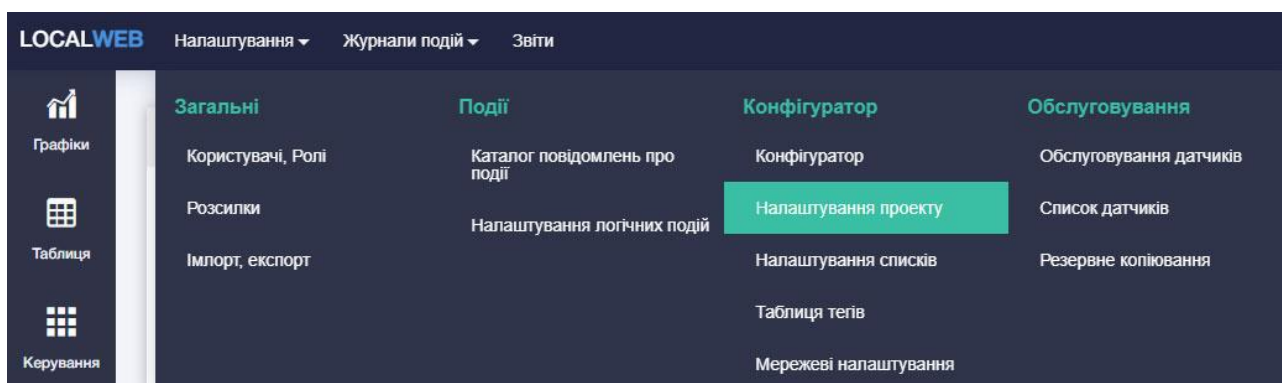 LOCALWEB Налаштування Журнали подій Звіти
Графіки
Таблиця
Керування
Загальні
Користувачі, Ролі
Розсилки
Імпорт, експорт
Події
Каталог повідомлень про
події
Налаштування логічних подій
Конфігуратор
Конфігуратор
Налаштування проекту
Налаштування списків
Таблиця тегів
Мережеві налаштування
Обслуговування
Обслуговування датчиків
Список датчиків
Резервне копіювання